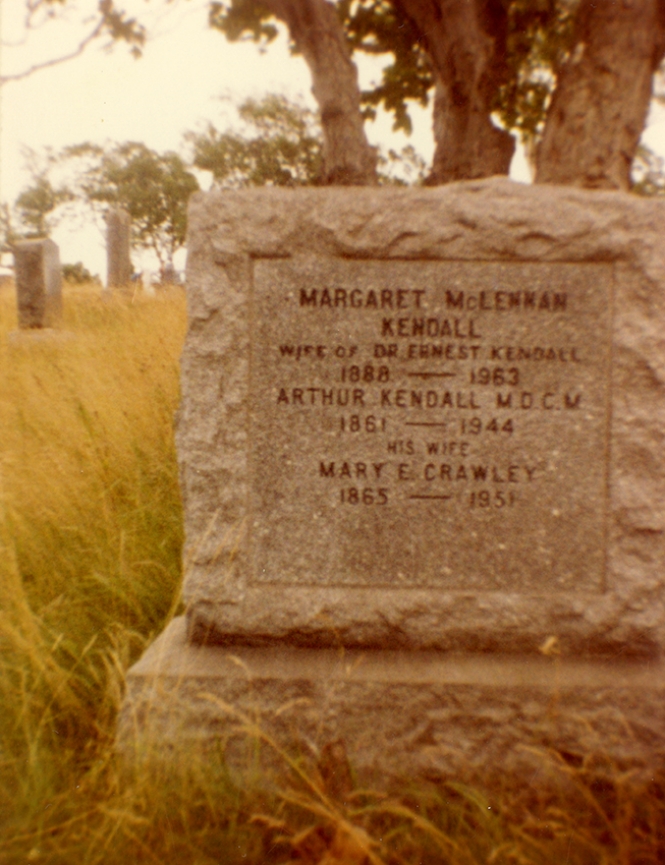 MARGARET McLENNAN
KENDALL
WIFE OF DR. ERNEST KENDALL
1888 — 1963
ARTHUR KENDALL M.D.C.M
1861 — 1944
HIS WIFE
MARY E. CRAWLEY
1865 — 1951